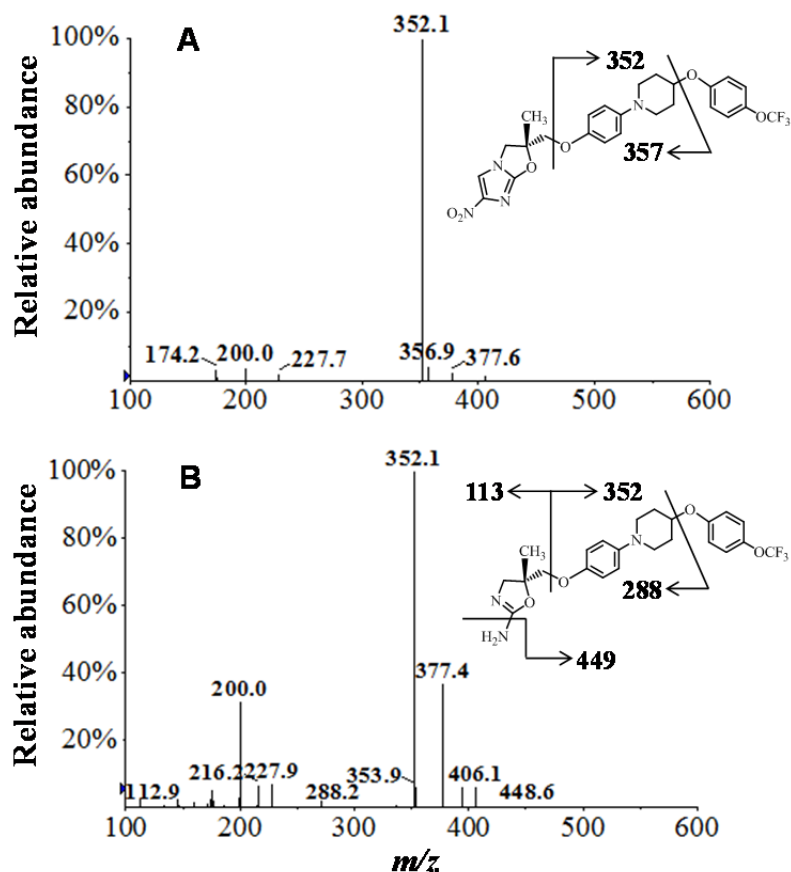 A
Relative abundance
100%
80%
60%
40%
20%
352.1
174.2
200.0
227.7
356.9
377.6
100
200
300
400
500
600
352
357
CH3
N
O
N
O
O
N
O2N
OCF3
B
Relative abundance
100%
80%
60%
40%
20%
352.1
377.4
200.0
216.2
227.9
353.9
406.1
112.9
288.2
448.6
100
200
300
400
500
600
m/z
113
352
288
449
CH3
N
O
O
N
O
H2N
OCF3